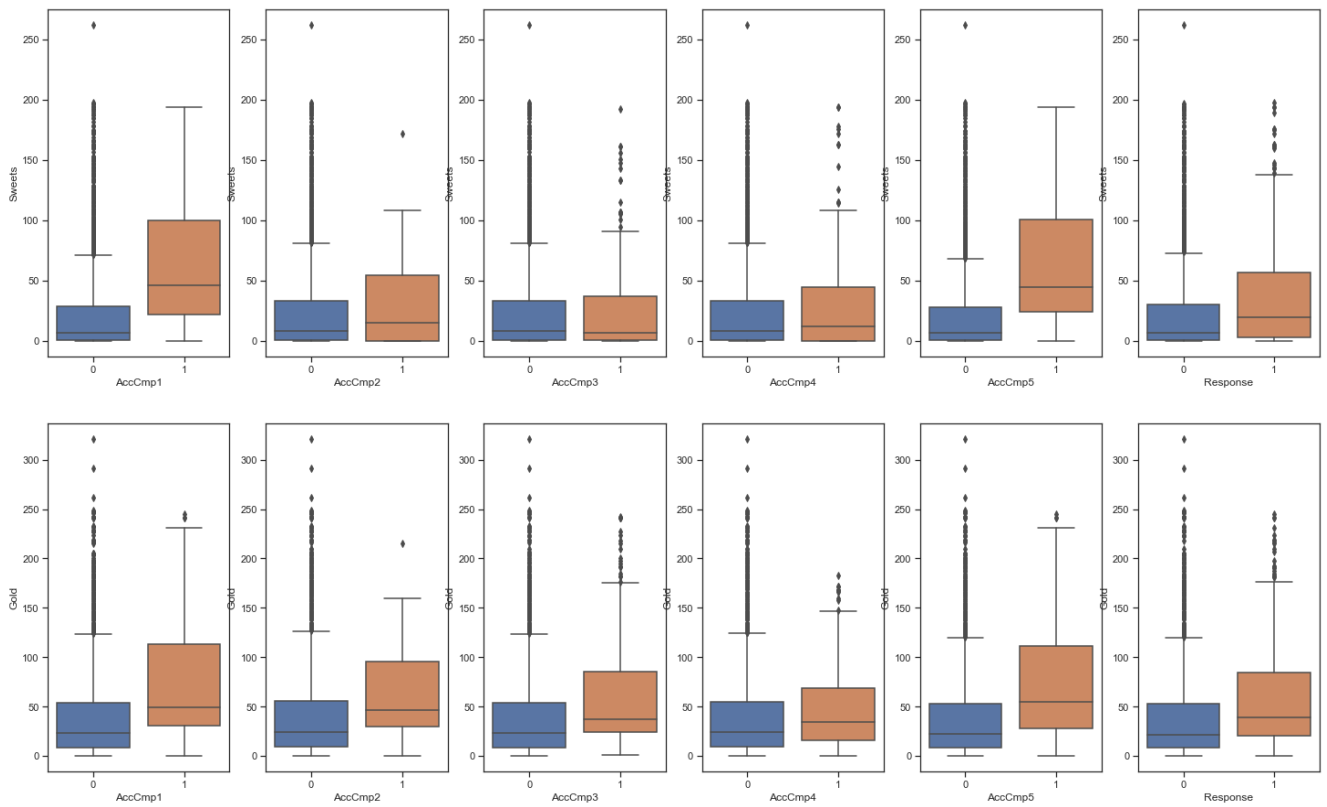 250 250 250 250 250 250
200 200 200 200 200 200
150 150 150 150 150 150
Sweets Sweets Sweets Sweets Sweets Sweets
100 100 100 100 100 100
50 50 50 50 50 50
0 0 0 0 0 0
0 1 0 1 0 1 0 1 0 1 0 1
AccCmp1 AccCmp2 AccCmp3 AccCmp4 AccCmp5 Response
300 300 300 300 300 300
250 250 250 250 250 250
200 200 200 200 200 200
150 150 150 150 150 150
Gold Gold Gold Gold Gold Gold
100 100 100 100 100 100
50 50 50 50 50 50
0 0 0 0 0 0
0 1 0 1 0 1 0 1 0 1 0 1
AccCmp1 AccCmp2 AccCmp3 AccCmp4 AccCmp5 Response